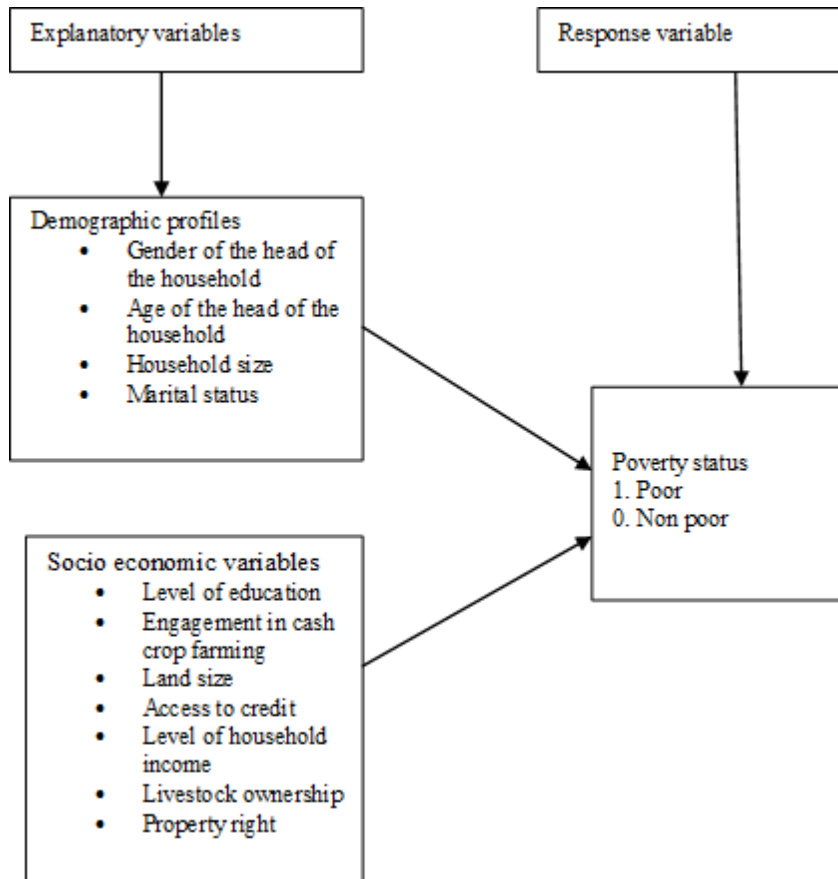 Explanatory variables
Response variable
Demographic profiles
• Gender of the head of
the household
• Age of the head of the
household
• Household size
• Marital status
Poverty status
1. Poor
0. Non poor
Socio economic variables
• Level of education
• Engagement in cash
crop farming
• Land size
• Access to credit
• Level of household
income
• Livestock ownership
• Property right